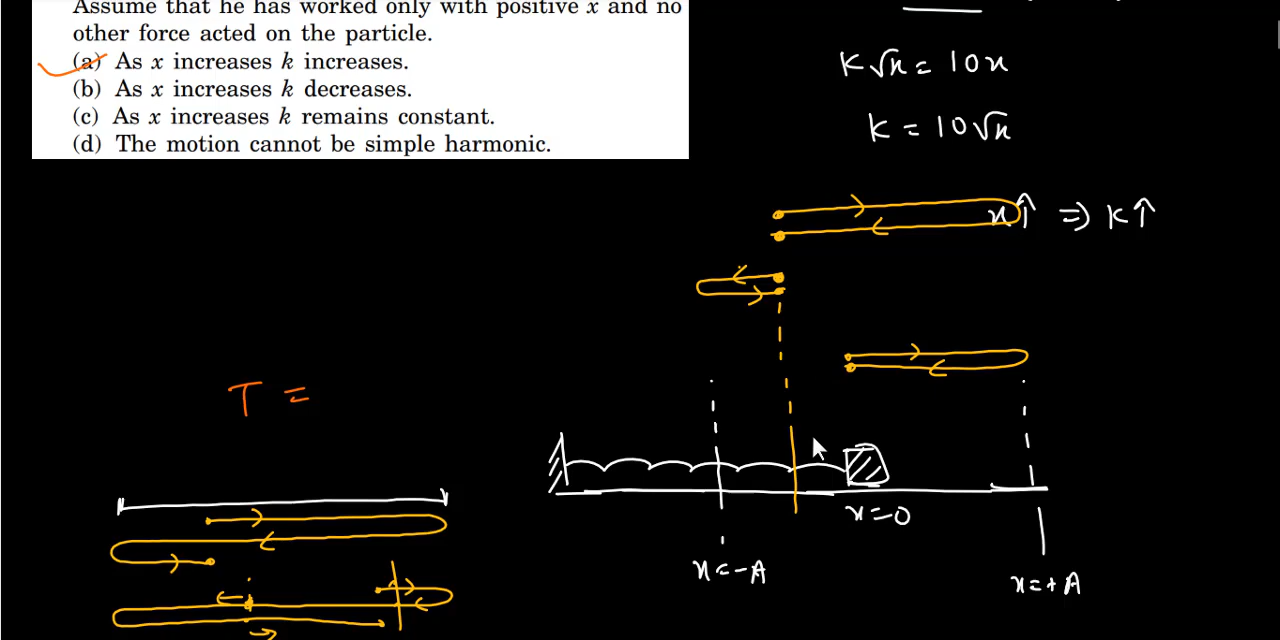 Assume that he has worked only with positive x and no
other force acted on the particle.
(a) As x increases k increases.
(b) As x increases k decreases.
(c) As x increases k remains constant.
(d) The motion cannot be simple harmonic.
K√x = 10x
K = 10√x
x↑ ⇒ K↑
T =
x=0
x=-A
x=+A